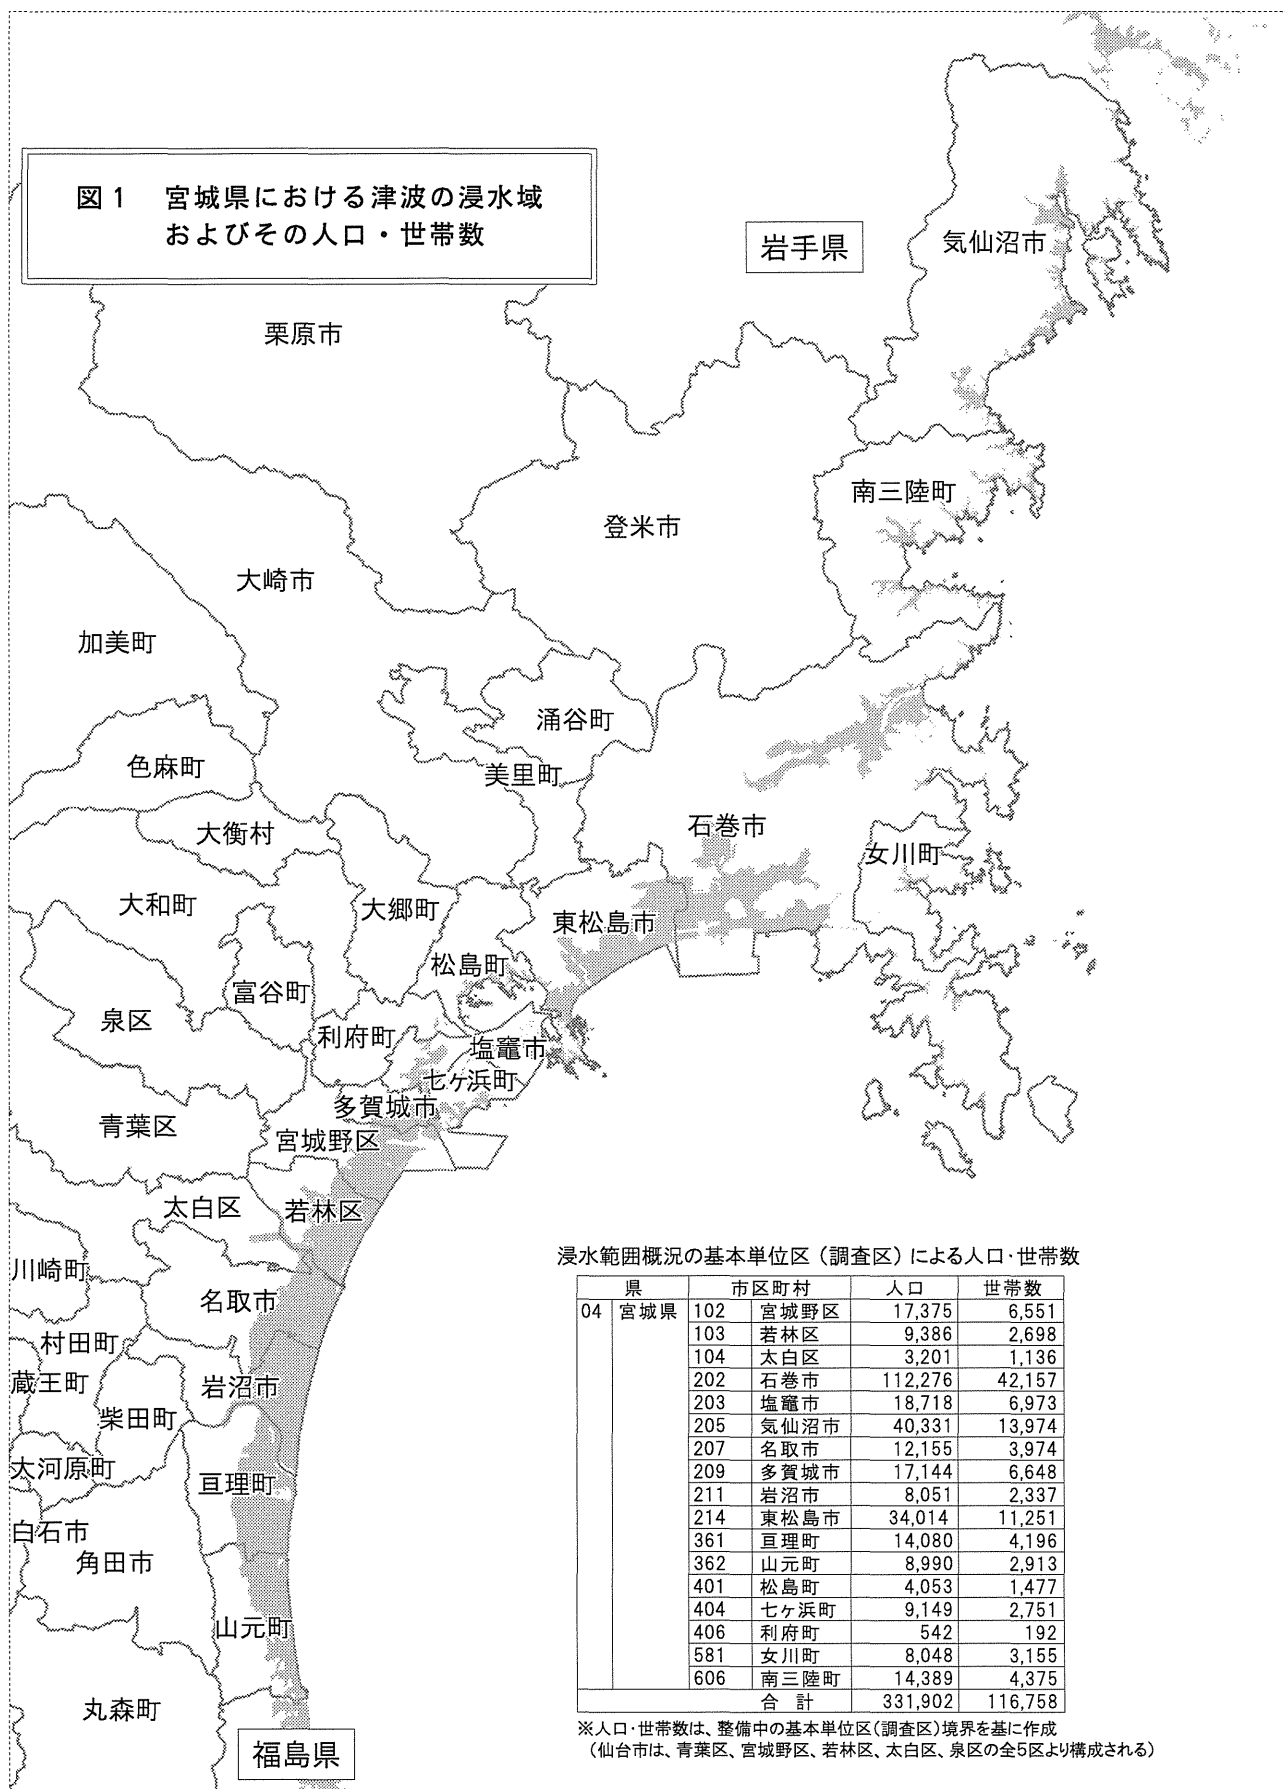 図1 宮城県における津波の浸水域
およびその人口・世帯数
岩手県
気仙沼市
栗原市
南三陸町
登米市
大崎市
加美町
涌谷町
色麻町
美里町
石巻市
大衡村
女川町
大和町
大郷町
東松島市
松島町
富谷町
泉区
利府町
塩竈市
七ヶ浜町
多賀城市
青葉区
宮城野区
太白区
若林区
川崎町
名取市
村田町
蔵王町
岩沼市
柴田町
大河原町
亘理町
白石市
角田市
山元町
丸森町
福島県
浸水範囲概況の基本単位区（調査区）による人口・世帯数
県 市区町村 人口 世帯数
04 宮城県 102 宮城野区 17,375 6,551
103 若林区 9,386 2,698
104 太白区 3,201 1,136
202 石巻市 112,276 42,157
203 塩竈市 18,718 6,973
205 気仙沼市 40,331 13,974
207 名取市 12,155 3,974
209 多賀城市 17,144 6,648
211 岩沼市 8,051 2,337
214 東松島市 34,014 11,251
361 亘理町 14,080 4,196
362 山元町 8,990 2,913
401 松島町 4,053 1,477
404 七ヶ浜町 9,149 2,751
406 利府町 542 192
581 女川町 8,048 3,155
606 南三陸町 14,389 4,375
合計 331,902 116,758
※人口・世帯数は、整備中の基本単位区（調査区）境界を基に作成
（仙台市は、青葉区、宮城野区、若林区、太白区、泉区の全5区より構成される）